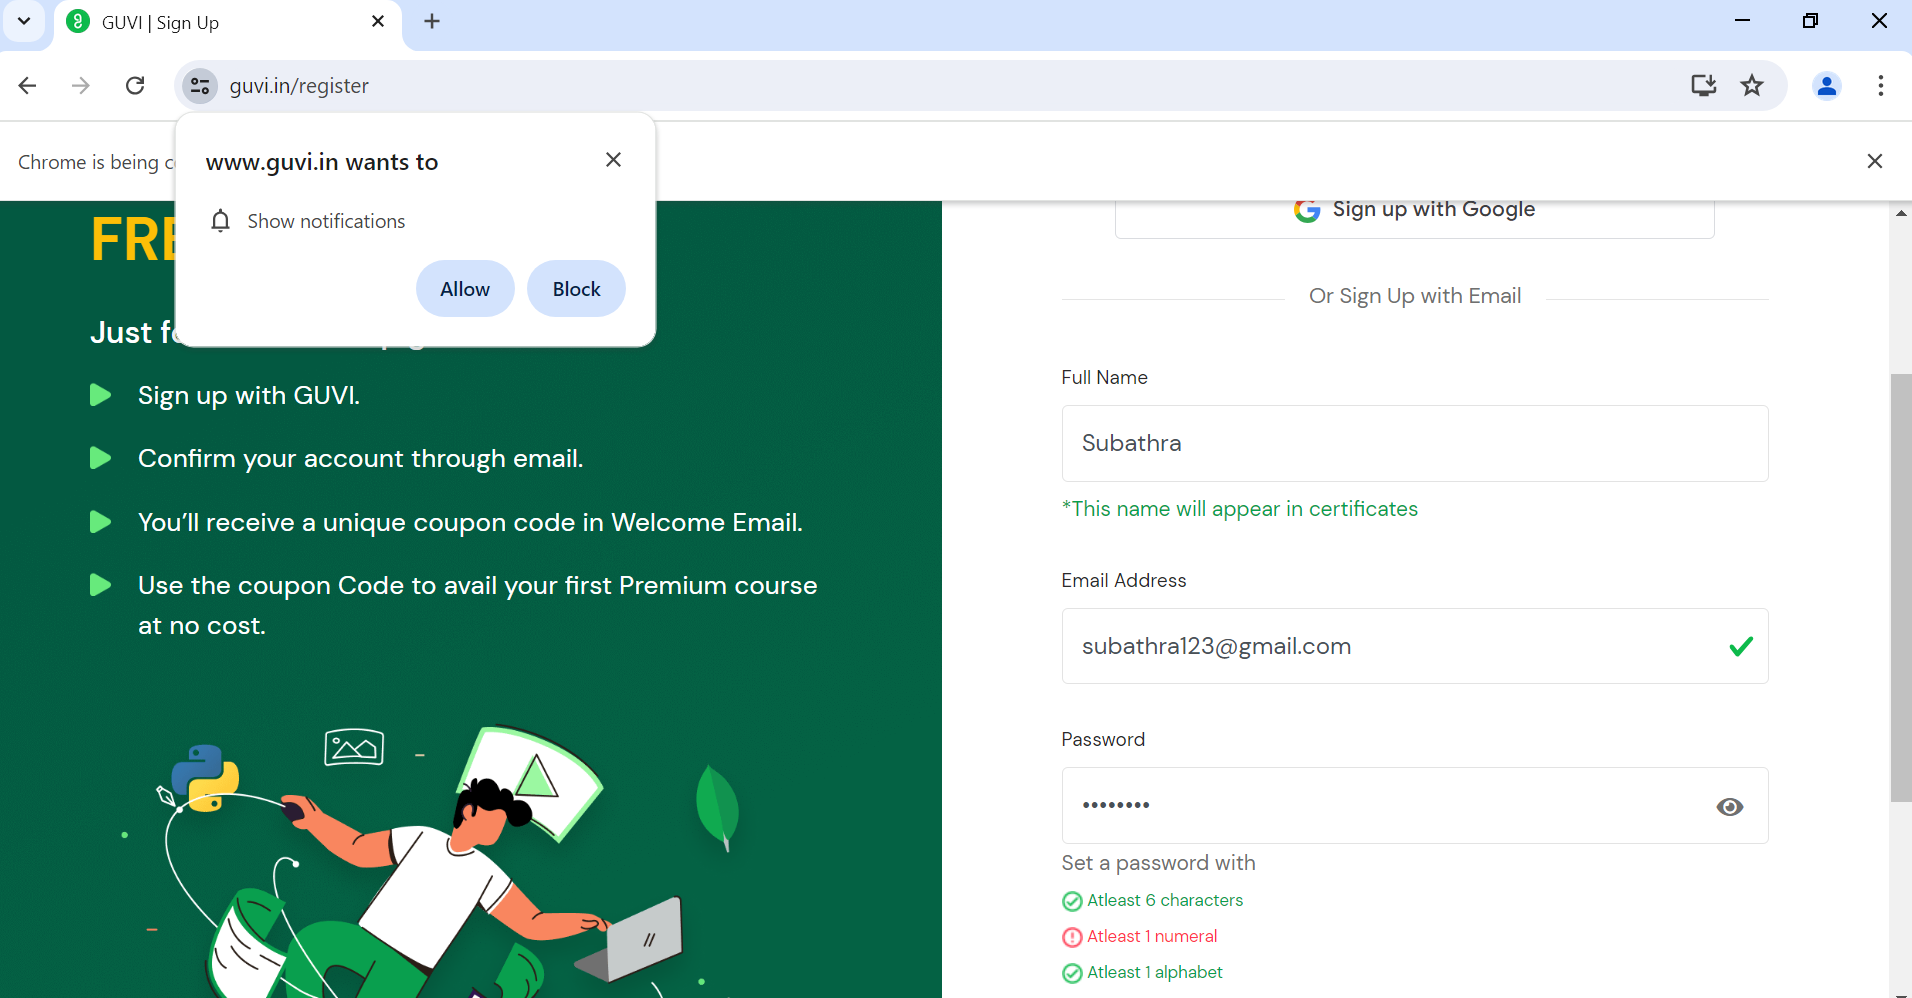 GUVI | Sign Up
guvi.in/register
Chrome is being
www.guvi.in wants to
Show notifications
Allow
Block
Just
Sign up with GUVI.
Confirm your account through email.
You’ll receive a unique coupon code in Welcome Email.
Use the coupon Code to avail your first Premium course
at no cost.
//
Sign up with Google
Or Sign Up with Email
Full Name
Subathra
*This name will appear in certificates
Email Address
subathra123@gmail.com
Password
••••••••
Set a password with
Atleast 6 characters
Atleast 1 numeral
Atleast 1 alphabet